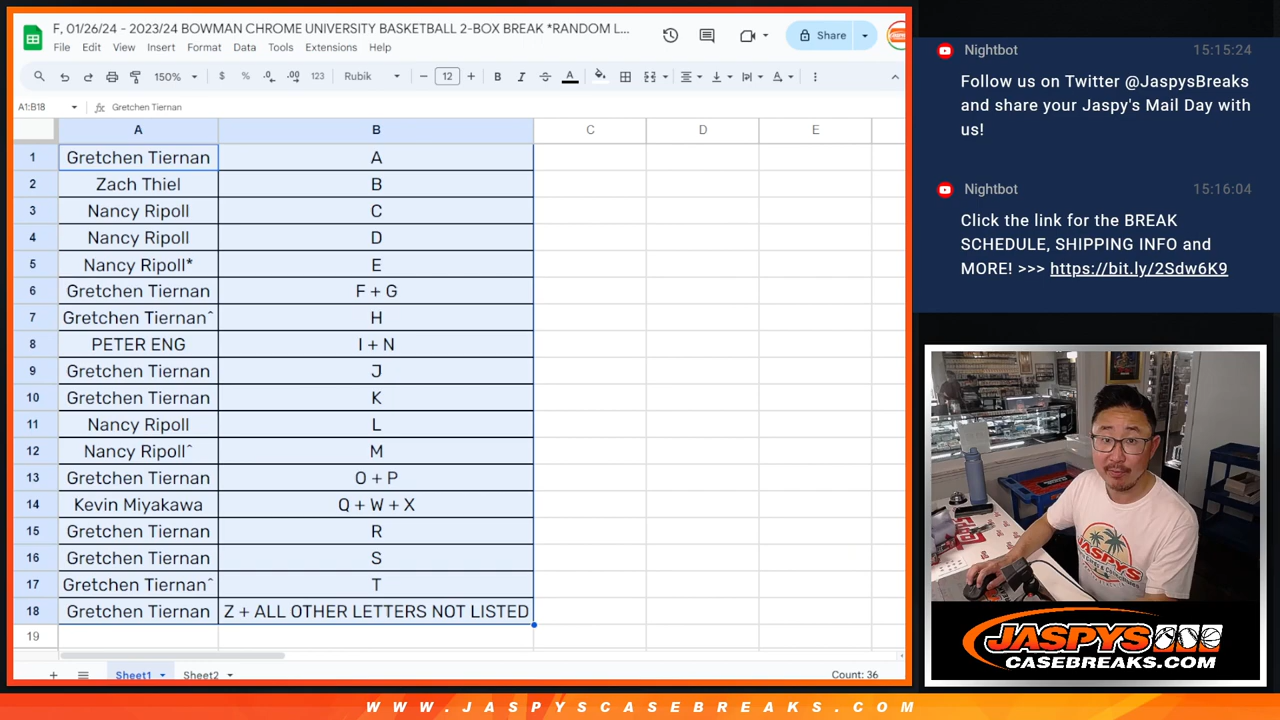 F, 01/26/24 - 2023/24 BOWMAN CHROME UNIVERSITY BASKETBALL 2-BOX BREAK *RANDOM L...
File Edit View Insert Format Data Tools Extensions Help
Share
150% $ % .0 .00 123 Rubik 12 B I A
A1:B18 fx Gretchen Tiernan
A B C D E
1 Gretchen Tiernan A
2 Zach Thiel B
3 Nancy Ripoll C
4 Nancy Ripoll D
5 Nancy Ripoll* E
6 Gretchen Tiernan F + G
7 Gretchen Tiernan^ H
8 PETER ENG I + N
9 Gretchen Tiernan J
10 Gretchen Tiernan K
11 Nancy Ripoll L
12 Nancy Ripoll^ M
13 Gretchen Tiernan O + P
14 Kevin Miyakawa Q + W + X
15 Gretchen Tiernan R
16 Gretchen Tiernan S
17 Gretchen Tiernan^ T
18 Gretchen Tiernan Z + ALL OTHER LETTERS NOT LISTED
19
Sheet1 Sheet2 Count: 36
Nightbot 15:15:24
Follow us on Twitter @JaspysBreaks
and share your Jaspy's Mail Day with
us!
Nightbot 15:16:04
Click the link for the BREAK
SCHEDULE, SHIPPING INFO and
MORE! >>> https://bit.ly/2Sdw6K9
JASPYS
JASPYS
CASEBREAKS.COM
WWW.JASPYSCASEBREAKS.COM